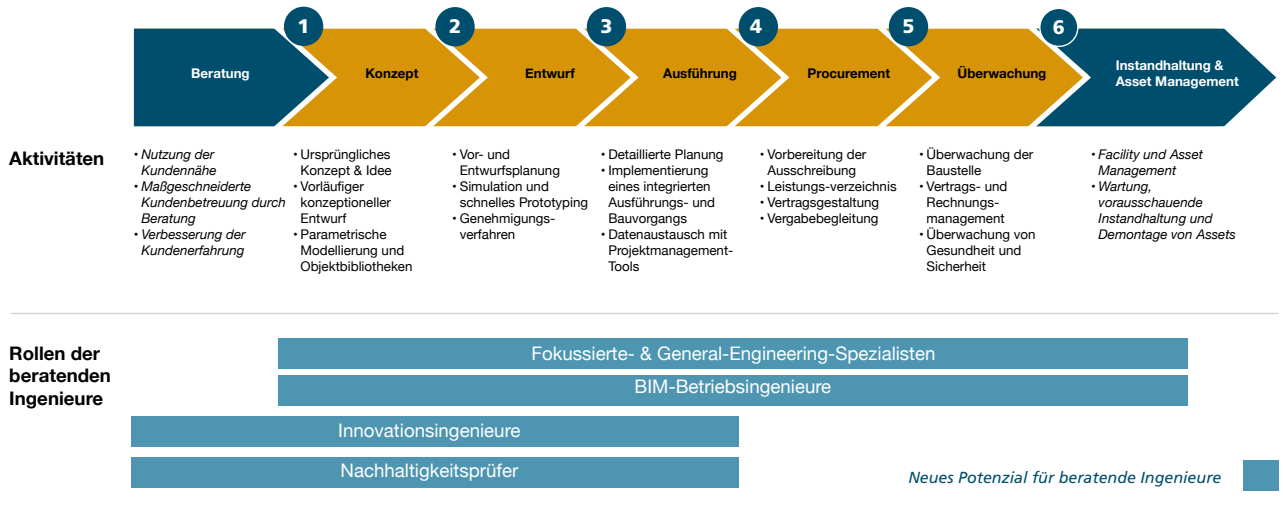 1
2
3
4
5
6
Beratung
Konzept
Entwurf
Ausführung
Procurement
Überwachung
Instandhaltung &
Asset Management
Aktivitäten
• Nutzung der
Kundennähe
• Maßgeschneiderte
Kundenbetreuung durch
Beratung
• Verbesserung der
Kundenerfahrung
• Ursprüngliches
Konzept & Idee
• Vorläufiger
konzeptioneller
Entwurf
• Parametrische
Modellierung und
Objektbibliotheken
• Vor- und
Entwurfsplanung
• Simulation und
schnelles Prototyping
• Genehmigungs-
verfahren
• Detaillierte Planung
• Implementierung
eines integrierten
Ausführungs- und
Bauvorgangs
• Datenaustausch mit
Projektmanagement-
Tools
• Vorbereitung der
Ausschreibung
• Leistungs-verzeichnis
• Vertragsgestaltung
• Vergabebegleitung
• Überwachung der
Baustelle
• Vertrags- und
Rechnungs-
management
• Überwachung von
Gesundheit und
Sicherheit
• Facility und Asset
Management
• Wartung,
vorausschauende
Instandhaltung und
Demontage von Assets
Rollen der
beratenden
Ingenieure
Fokussierte- & General-Engineering-Spezialisten
BIM-Betriebsingenieure
Innovationsingenieure
Nachhaltigkeitsprüfer
Neues Potenzial für beratende Ingenieure